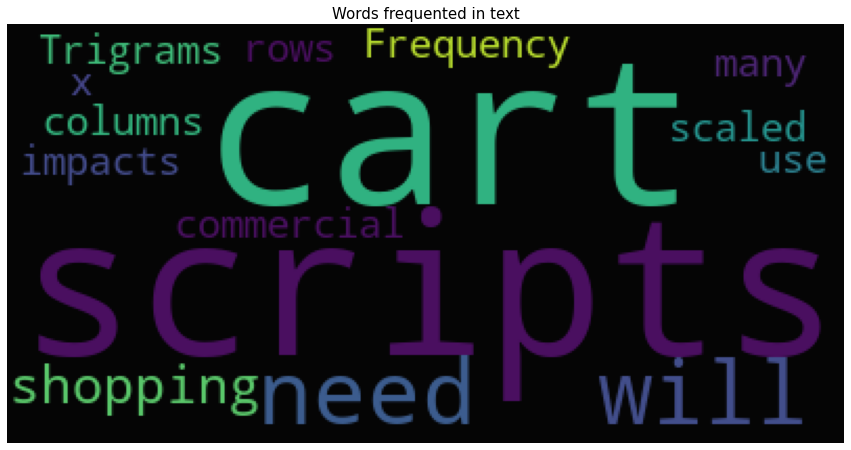 Words frequented in text
Trigrams rows Frequency many
x
cart
columns scaled
impacts use
commercial
scripts
shopping need will